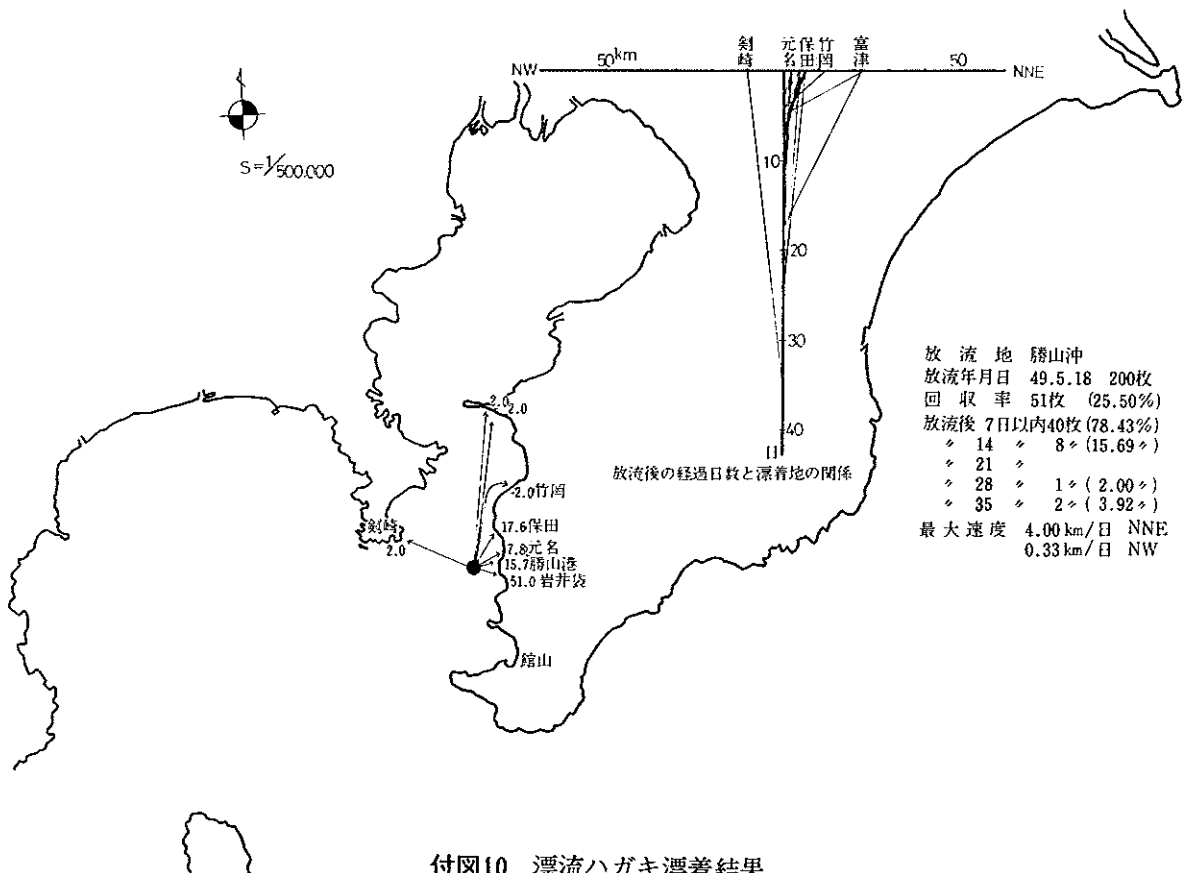 剣崎 元名 保田 竹岡 富津
NW 50km 50 NNE
S=1/500.000
10
20
30
40
日
放流後の経過日数と漂着地の関係
放流地 勝山沖
放流年月日 49.5.18 200枚
回収率 51枚 (25.50%)
放流後 7日以内40枚(78.43%)
〃 14 〃 8〃(15.69〃)
〃 21 〃
〃 28 〃 1〃(2.00〃)
〃 35 〃 2〃(3.92〃)
最大速度 4.00km/日 NNE
0.33km/日 NW
2.0
2.0
2.0竹岡
17.6保田
7.8元名
15.7勝山港
51.0岩井袋
剣崎
2.0
館山
付図10 漂流ハガキ漂着結果